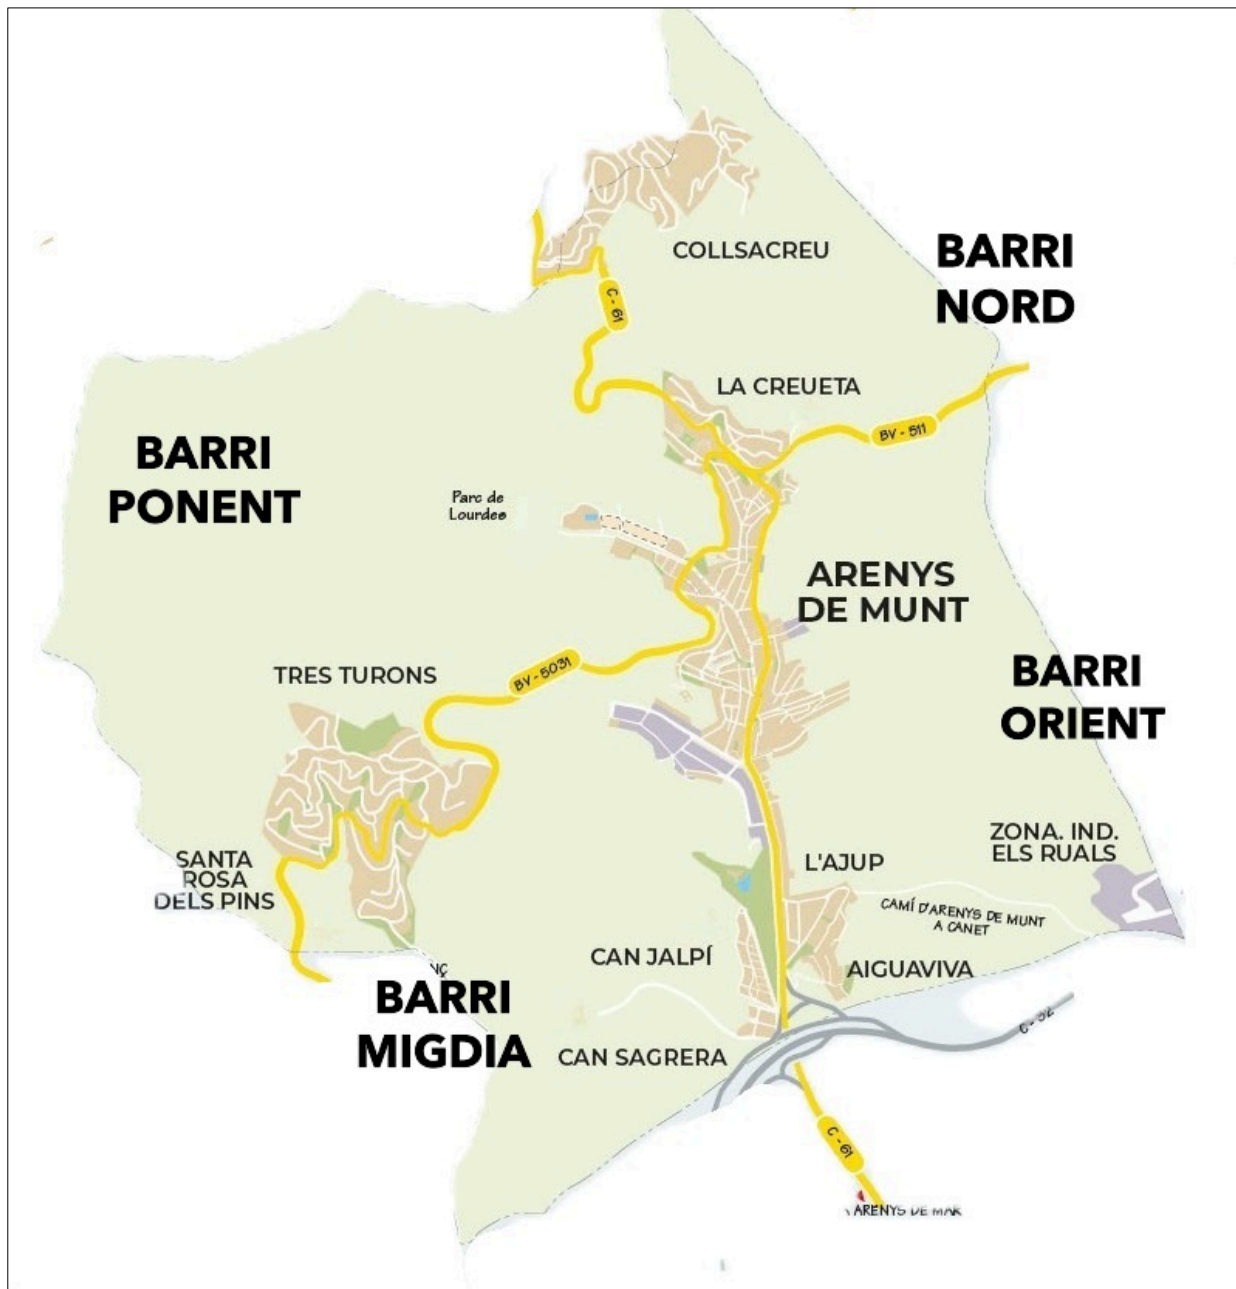 COLLSACREU
BARRI
NORD
C - 61
LA CREUETA
BV - 511
BARRI
PONENT
Parc de
Lourdes
ARENYS
DE MUNT
BV - 5031
TRES TURONS
BARRI
ORIENT
ZONA. IND.
ELS RUALS
SANTA
ROSA
DELS PINS
L'AJUP
CAMÍ D'ARENYS DE MUNT
A CANET
CAN JALPÍ
AIGUAVIVA
BARRI
MIGDIA
C - 32
CAN SAGRERA
C - 61
ARENYS DE MAR